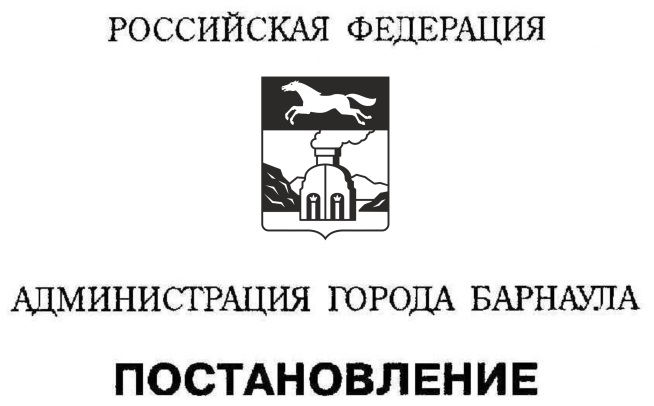 РОССИЙСКАЯ ФЕДЕРАЦИЯ
АДМИНИСТРАЦИЯ ГОРОДА БАРНАУЛА
ПОСТАНОВЛЕНИЕ